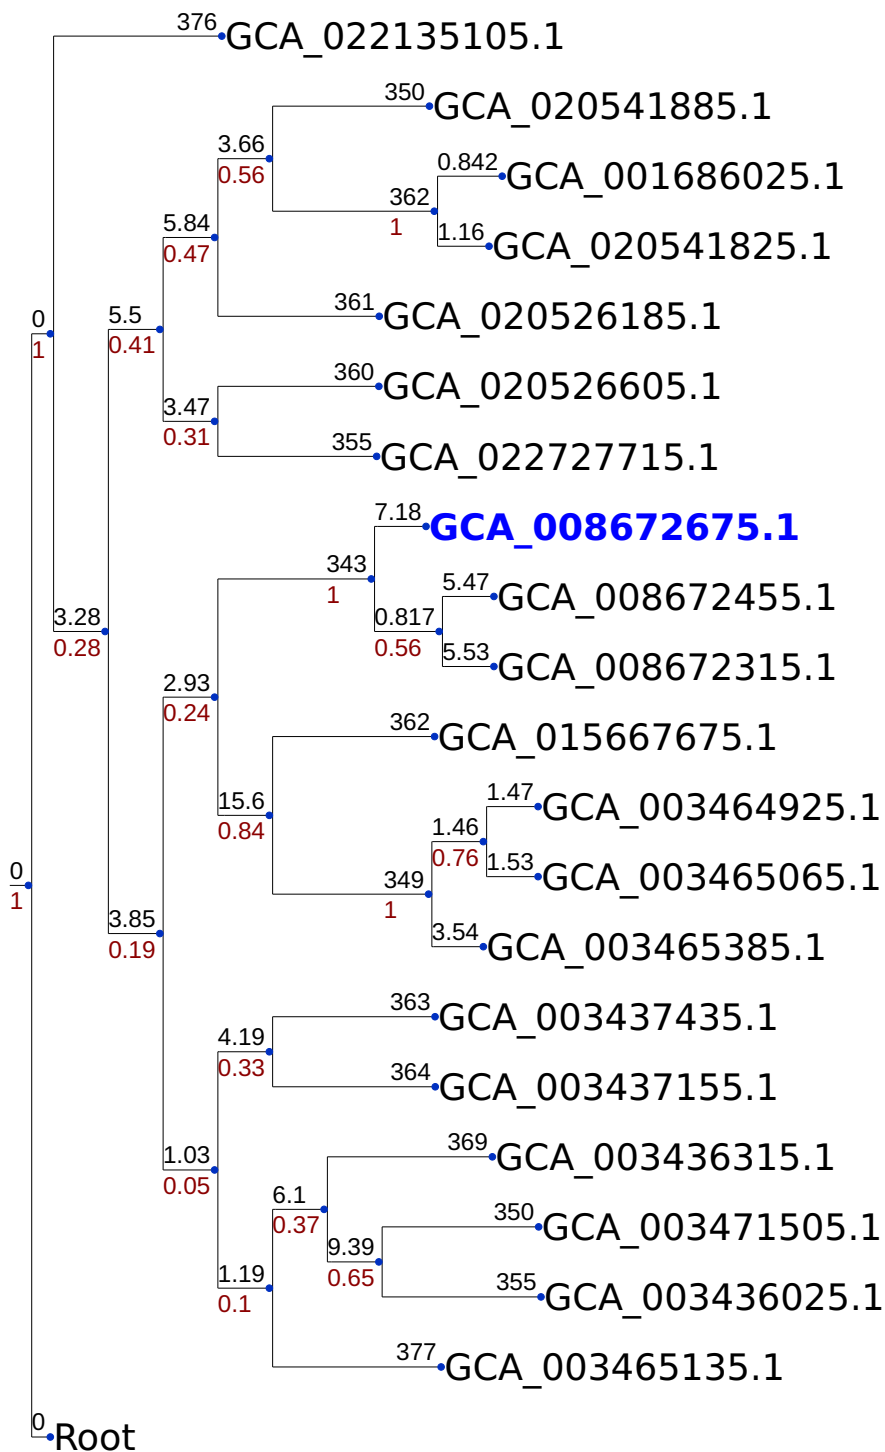 376
GCA_022135105.1
350
GCA_020541885.1
3.66
0.56
0.842
GCA_001686025.1
362
1
1.16
GCA_020541825.1
5.84
0.47
361
GCA_020526185.1
0
1
5.5
0.41
360
GCA_020526605.1
3.47
0.31
355
GCA_022727715.1
7.18
GCA_008672675.1
343
1
5.47
GCA_008672455.1
3.28
0.28
0.817
0.56
5.53
GCA_008672315.1
2.93
0.24
362
GCA_015667675.1
15.6
0.84
1.47
GCA_003464925.1
1.46
0.76
1.53
GCA_003465065.1
0
1
349
1
3.85
0.19
3.54
GCA_003465385.1
363
GCA_003437435.1
4.19
0.33
364
GCA_003437155.1
1.03
0.05
369
GCA_003436315.1
6.1
0.37
350
GCA_003471505.1
9.39
0.65
1.19
0.1
355
GCA_003436025.1
377
GCA_003465135.1
0
Root